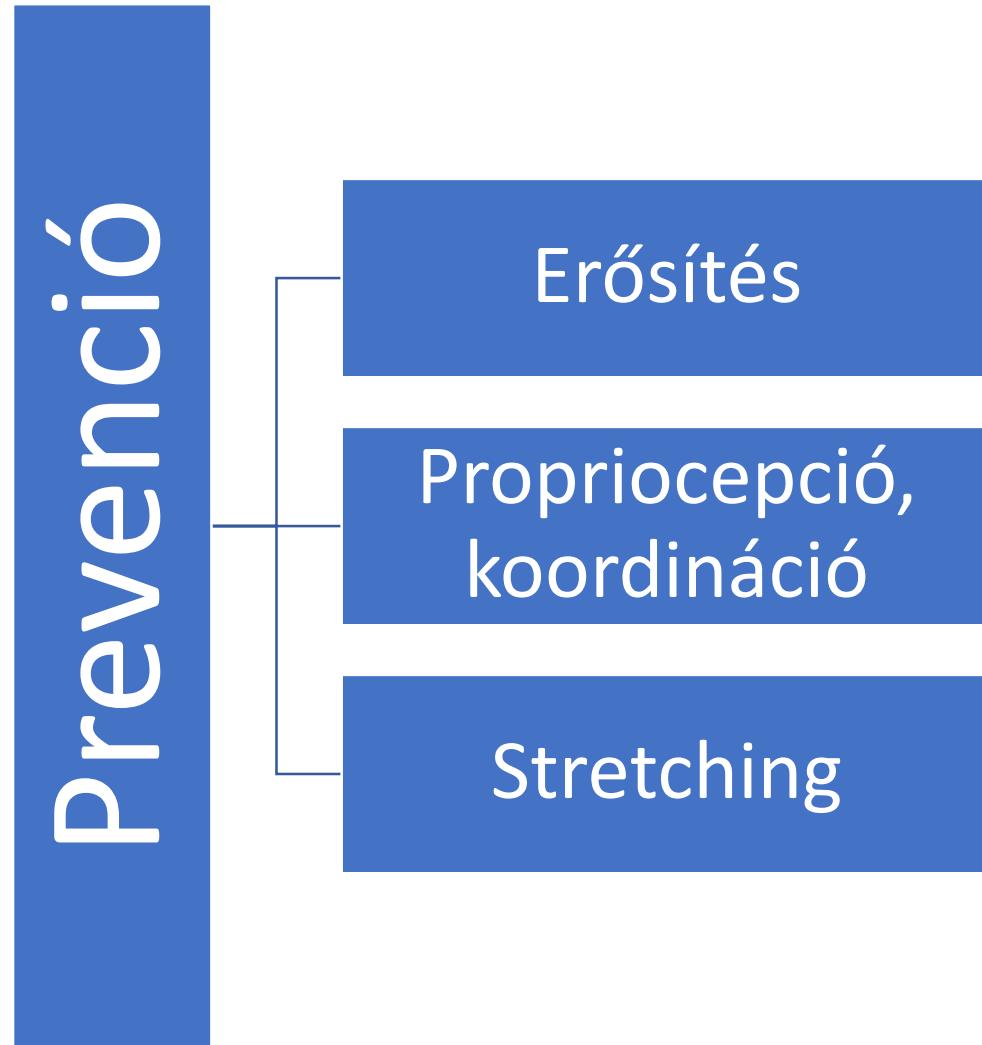 Prevenció
Erősítés
Propriocepció,
koordináció
Stretching